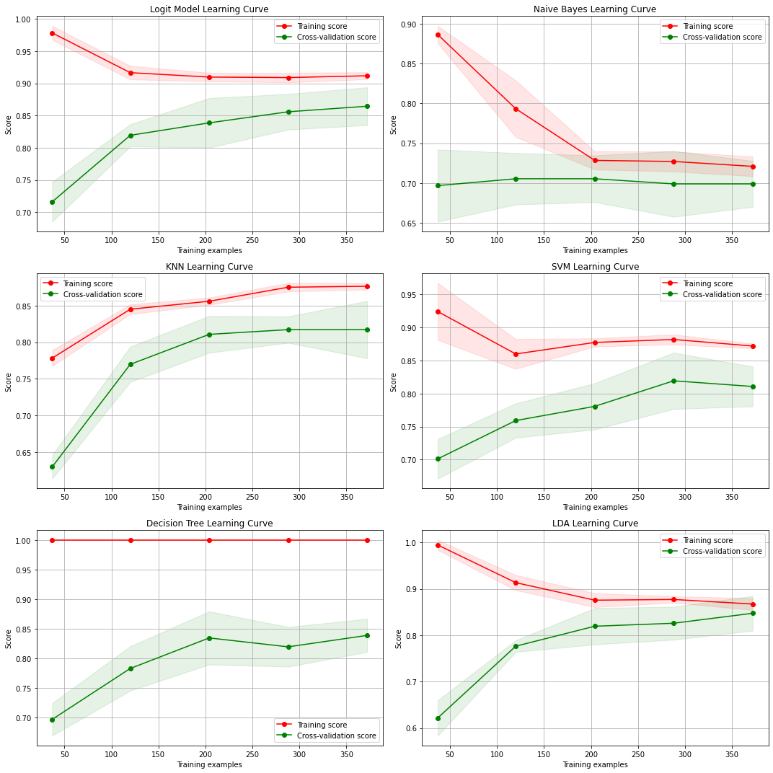 Logit Model Learning Curve
1.00
0.95
0.90
0.85
0.80
0.75
0.70
Score
Training score
Cross-validation score
50 100 150 200 250 300 350
Training examples
Naive Bayes Learning Curve
0.90
0.85
0.80
0.75
0.70
0.65
Score
Training score
Cross-validation score
50 100 150 200 250 300 350
Training examples
KNN Learning Curve
0.85
0.80
0.75
0.70
0.65
Score
Training score
Cross-validation score
50 100 150 200 250 300 350
Training examples
SVM Learning Curve
0.95
0.90
0.85
0.80
0.75
0.70
Score
Training score
Cross-validation score
50 100 150 200 250 300 350
Training examples
Decision Tree Learning Curve
1.00
0.95
0.90
0.85
0.80
0.75
0.70
Score
Training score
Cross-validation score
50 100 150 200 250 300 350
Training examples
LDA Learning Curve
1.0
0.9
0.8
0.7
0.6
Score
Training score
Cross-validation score
50 100 150 200 250 300 350
Training examples